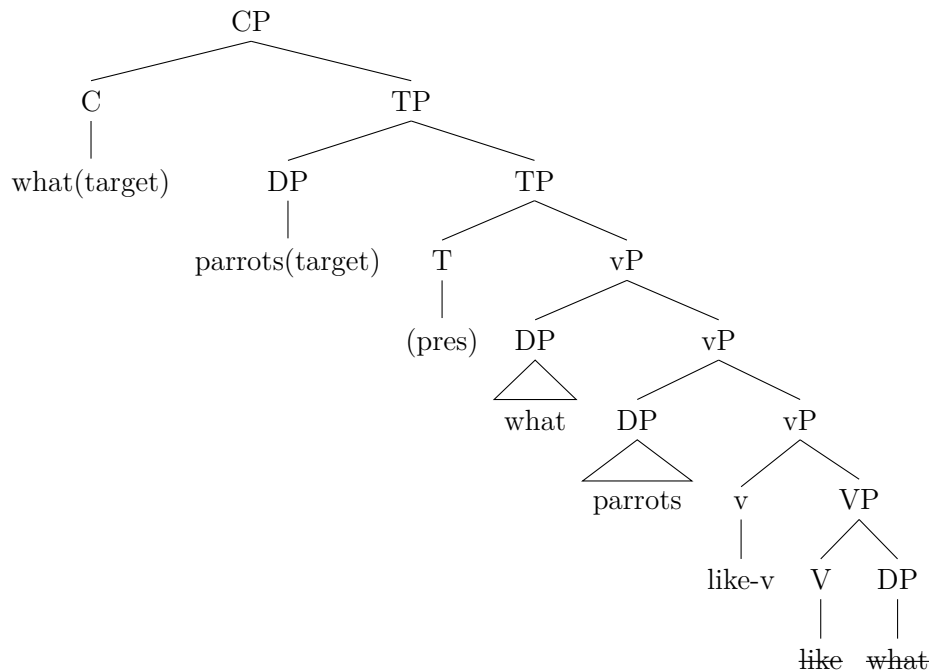 CP
C TP
what(target) DP TP
parrots(target) T vP
(pres) DP vP
what DP vP
parrots v VP
like-v V DP
like what